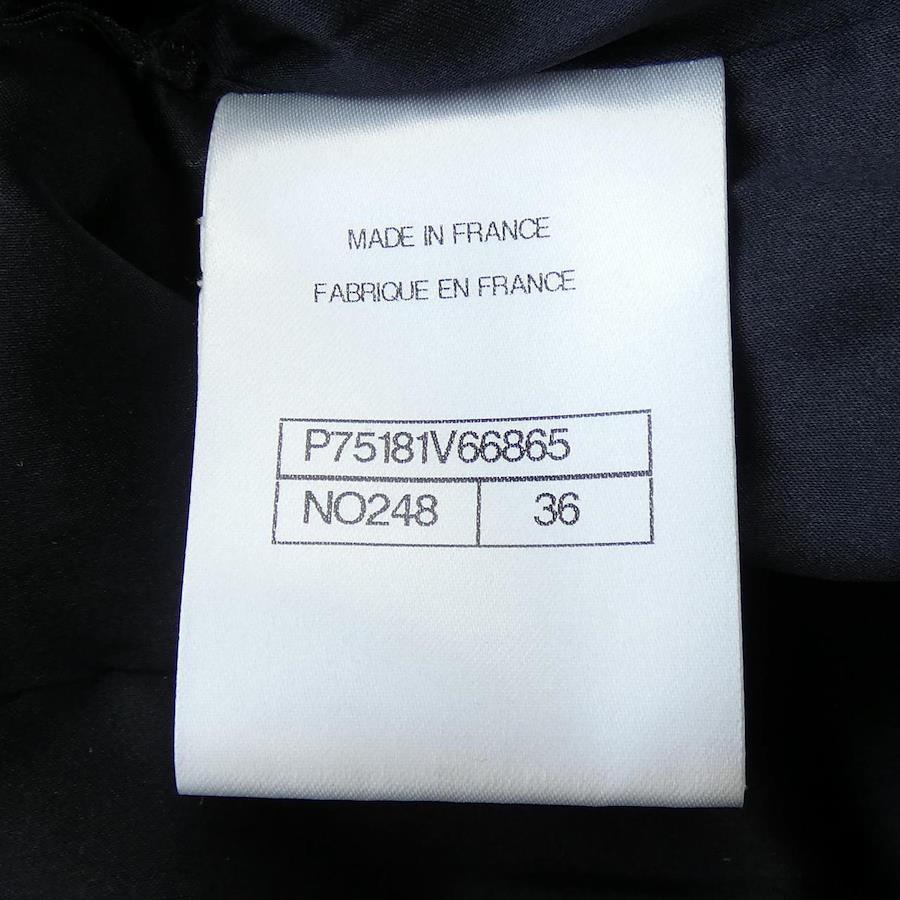 MADE IN FRANCE
FABRIQUE EN FRANCE
P75181V66865
NO248 36